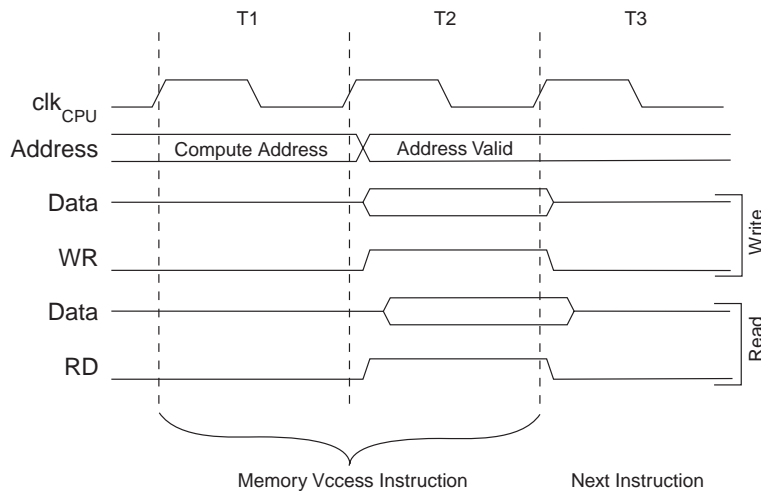 T1 T2 T3
clkCPU
Address Compute Address Address Valid
Data
WR
Write
Data
RD
Read
Memory Vccess Instruction Next Instruction